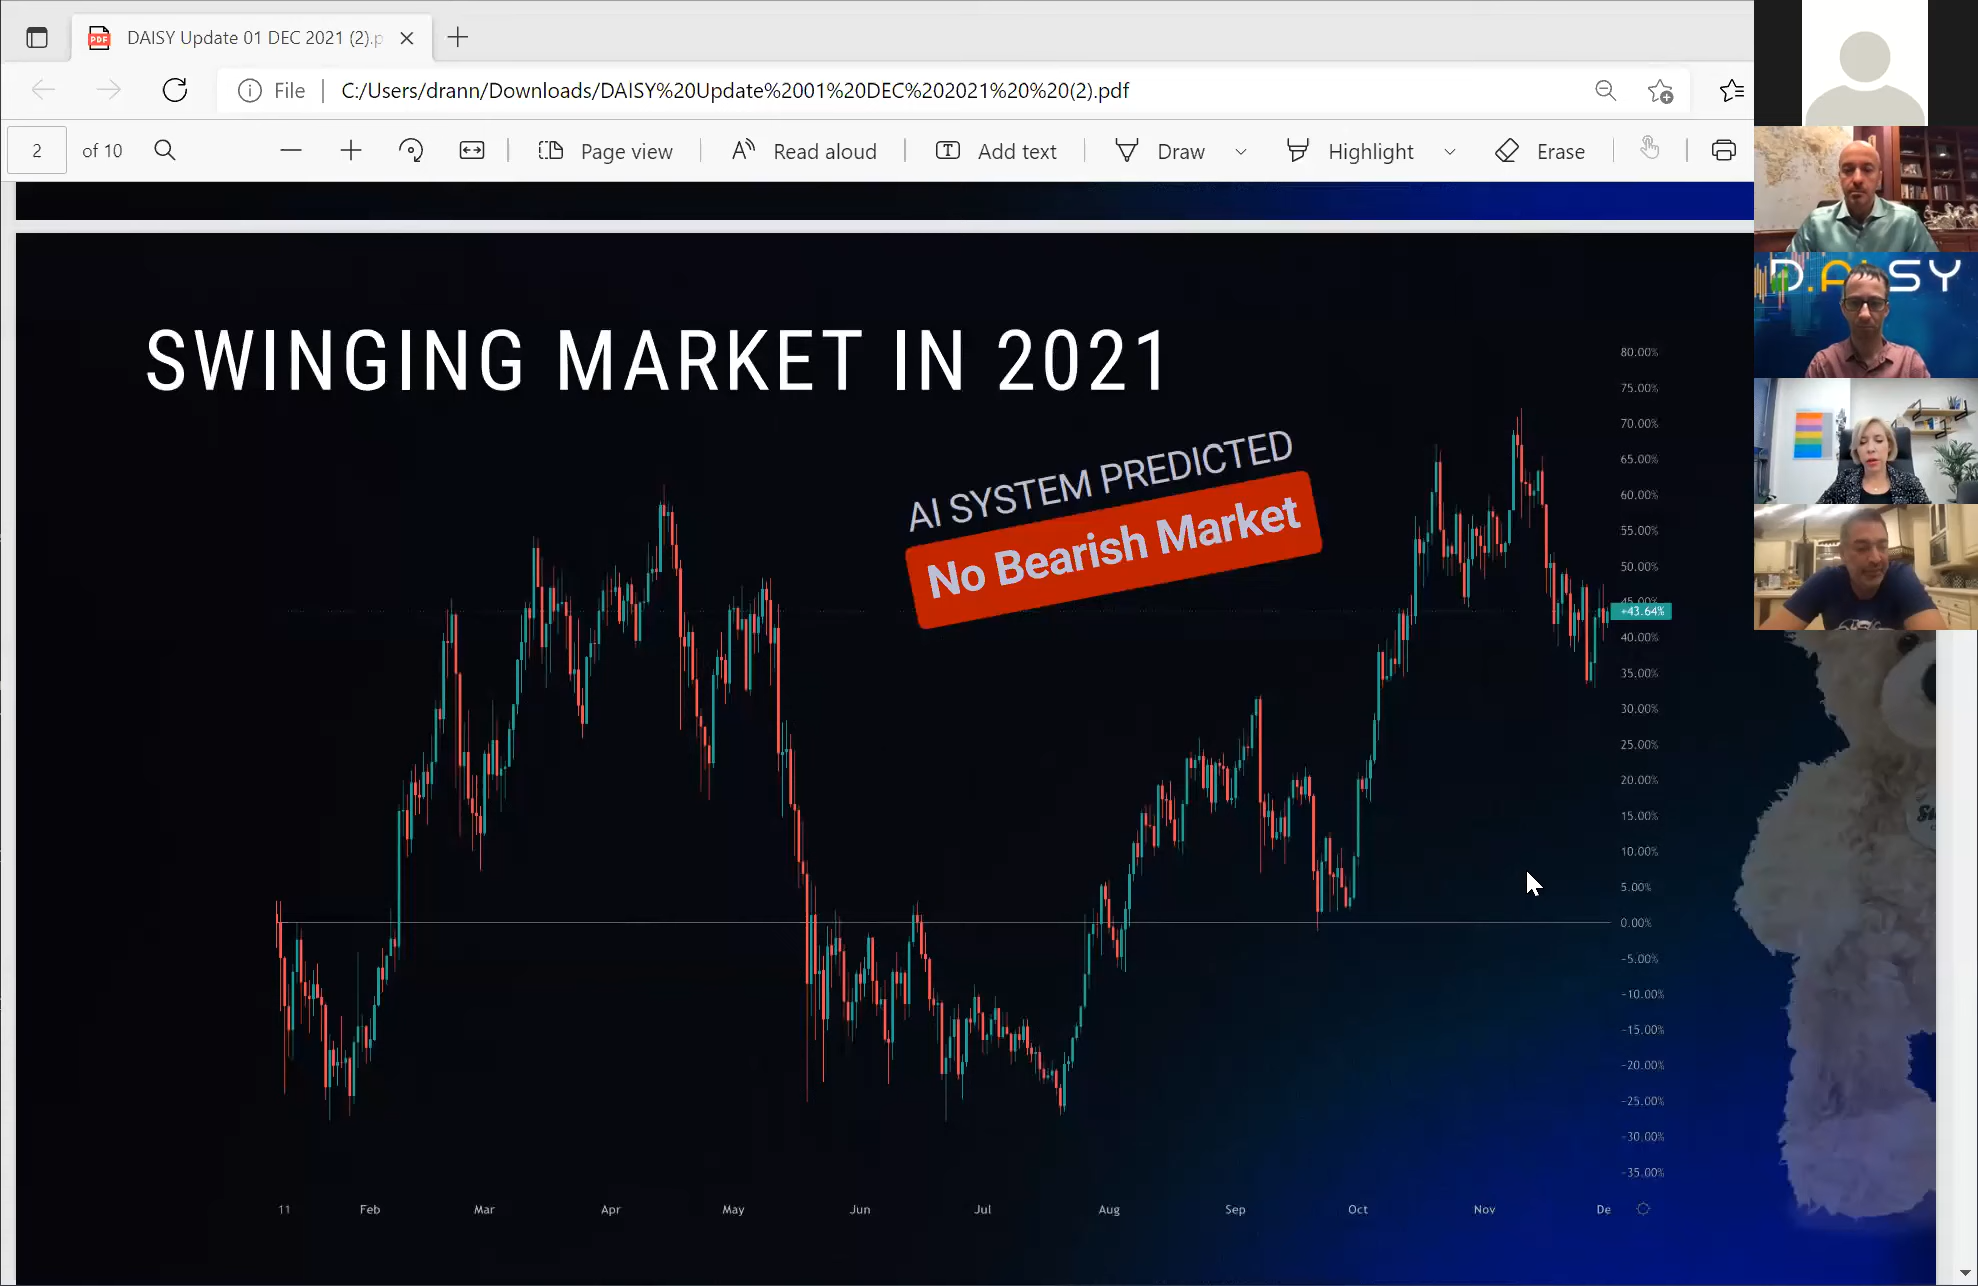 DAISY Update 01 DEC 2021 (2).p
File
C:/Users/drann/Downloads/DAISY%20Update%2001%20DEC%202021%20%20(2).pdf
2 of 10
Page view
Read aloud
Add text
Draw
Highlight
Erase
D.AISY
SWINGING MARKET IN 2021
AI SYSTEM PREDICTED
No Bearish Market
80.00%
75.00%
70.00%
65.00%
60.00%
55.00%
50.00%
45.00%
+43.64%
40.00%
35.00%
30.00%
25.00%
20.00%
15.00%
10.00%
5.00%
0.00%
-5.00%
-10.00%
-15.00%
-20.00%
-25.00%
-30.00%
-35.00%
11 Feb Mar Apr May Jun Jul Aug Sep Oct Nov De